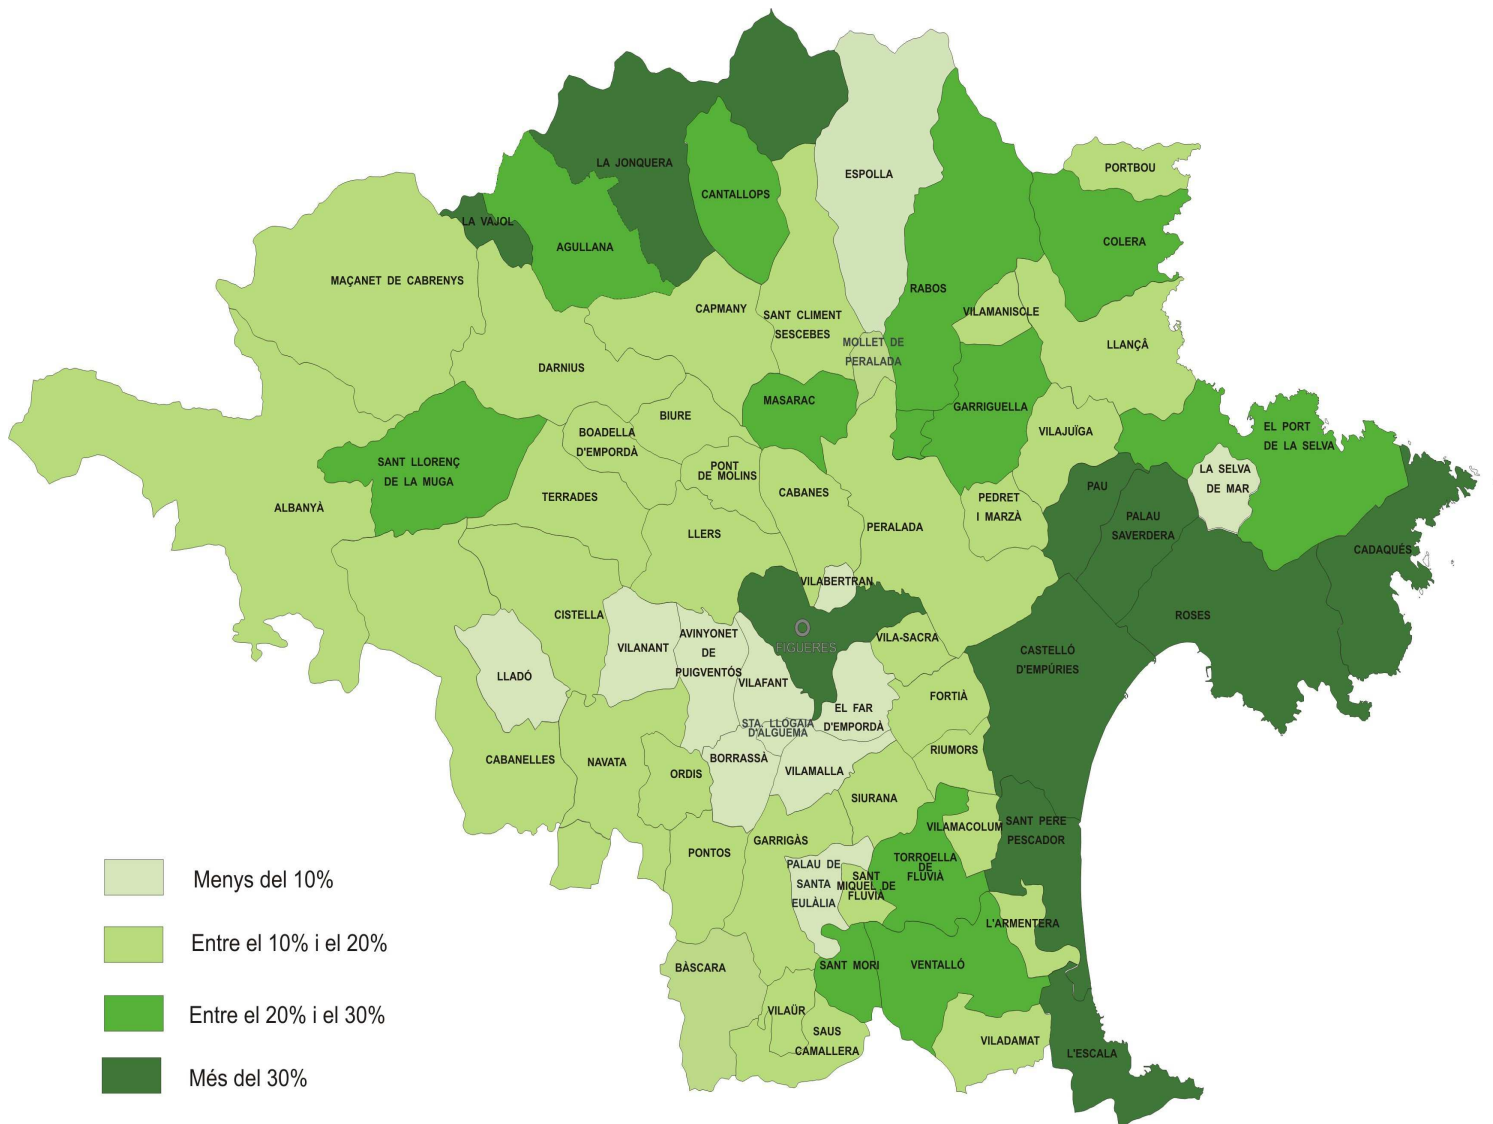 LA JONQUERA
ESPOLLA
PORTBOU
CANTALLOPS
LA VAJOL
AGULLANA
COLERA
MAÇANET DE CABRENYS
RABOS
CAPMANY
SANT CLIMENT
SESCEBES
VILAMANISCLE
MOLLET DE
PERALADA
LLANÇÂ
DARNIUS
MASARAC
GARRIGUELLA
BIURE
BOADELLA
D'EMPORDÀ
VILAJUÏGA
EL PORT
DE LA SELVA
SANT LLORENÇ
DE LA MUGA
PONT
DE MOLINS
LA SELVA
DE MAR
PAU
CABANES
TERRADES
PEDRET
I MARZÀ
ALBANYÀ
PALAU
SAVERDERA
PERALADA
LLERS
CADAQUÉS
VILABERTRAN
CISTELLA
ROSES
AVINYONET
DE
PUIGVENTÓS
VILA-SACRA
VILANANT
FIGUERES
CASTELLÓ
D'EMPÚRIES
LLADÓ
VILAFANT
FORTIÀ
EL FAR
D'EMPORDÀ
STA. LLOGAIA
D'ALGUEMA
RIUMORS
CABANELLES
NAVATA
BORRASSÀ
ORDIS
VILAMALLA
SIURANA
VILAMACOLUM
SANT PERE
PESCADOR
GARRIGÀS
PONTOS
PALAU DE
SANTA
EULÀLIA
TORROELLA
DE
FLUVIÀ
SANT
MIQUEL DE
FLUVIÀ
L'ARMENTERA
BÀSCARA
SANT MORI
VENTALLÓ
VILAÜR
SAUS
CAMALLERA
VILADAMAT
L'ESCALA
Menys del 10%
Entre el 10% i el 20%
Entre el 20% i el 30%
Més del 30%